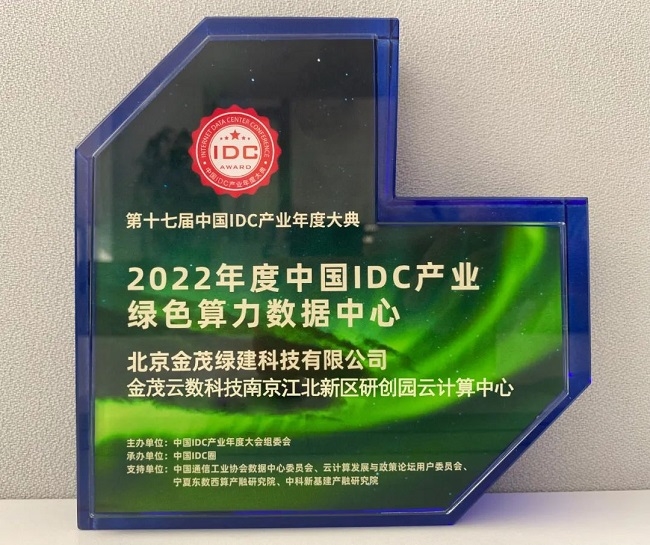 INTERNET DATA CENTER CONFERENCE
IDC
AWARD
中国IDC产业年度大典
第十七届中国IDC产业年度大典
2022年度中国IDC产业
绿色算力数据中心
北京金茂绿建科技有限公司
金茂云数科技南京江北新区研创园云计算中心
主办单位：中国IDC产业年度大会组委会
承办单位：中国IDC圈
支持单位：中国通信工业协会数据中心委员会、云计算发展与政策论坛用户委员会、
宁夏东数西算产融研究院、中科新基建产融研究院